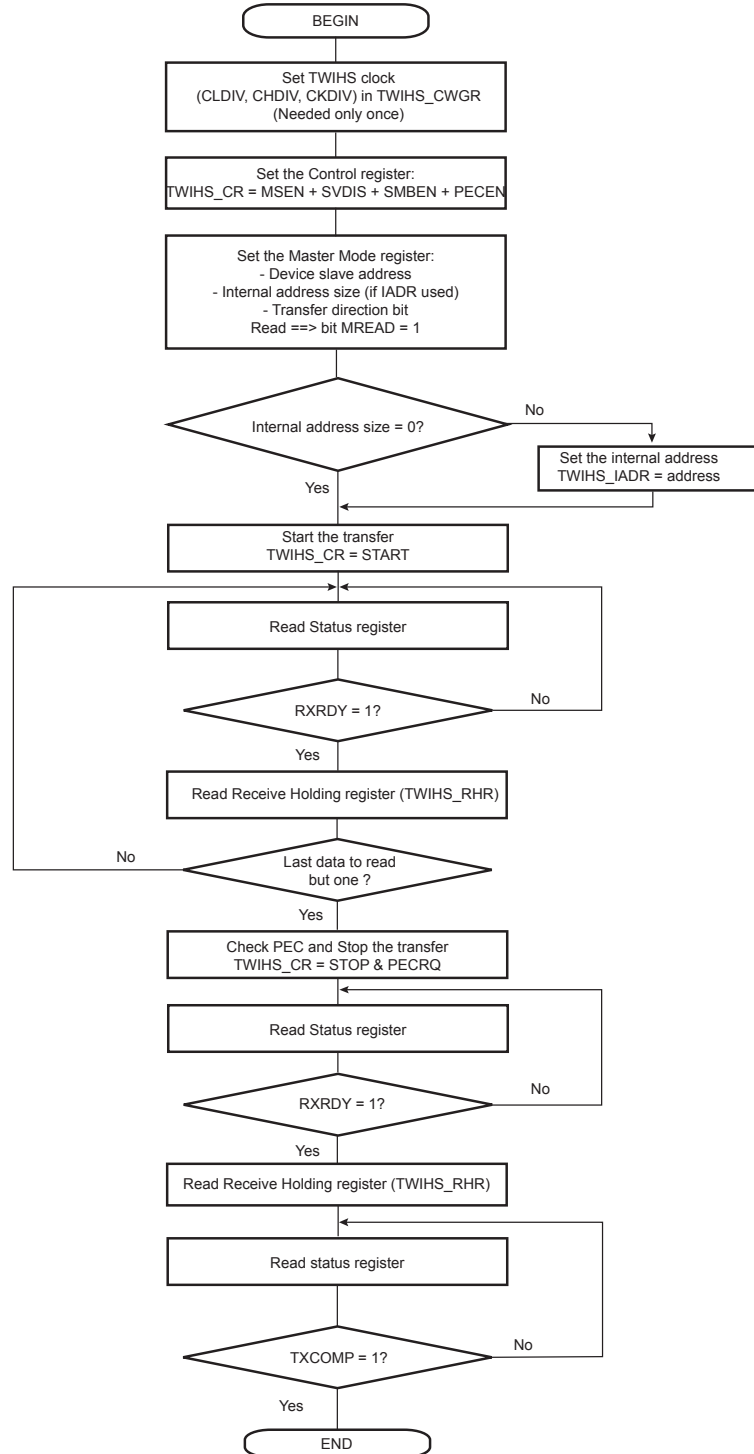 BEGIN
Set TWIHS clock
(CLDIV, CHDIV, CKDIV) in TWIHS_CWGR
(Needed only once)
Set the Control register:
TWIHS_CR = MSEN + SVDIS + SMBEN + PECEN
Set the Master Mode register:
- Device slave address
- Internal address size (if IADR used)
- Transfer direction bit
Read ==> bit MREAD = 1
Internal address size = 0?
No
Set the internal address
TWIHS_IADR = address
Yes
Start the transfer
TWIHS_CR = START
Read Status register
RXRDY = 1?
No
Yes
Read Receive Holding register (TWIHS_RHR)
Last data to read
but one ?
No
Yes
Check PEC and Stop the transfer
TWIHS_CR = STOP & PECRQ
Read Status register
RXRDY = 1?
No
Yes
Read Receive Holding register (TWIHS_RHR)
Read status register
TXCOMP = 1?
No
Yes
END